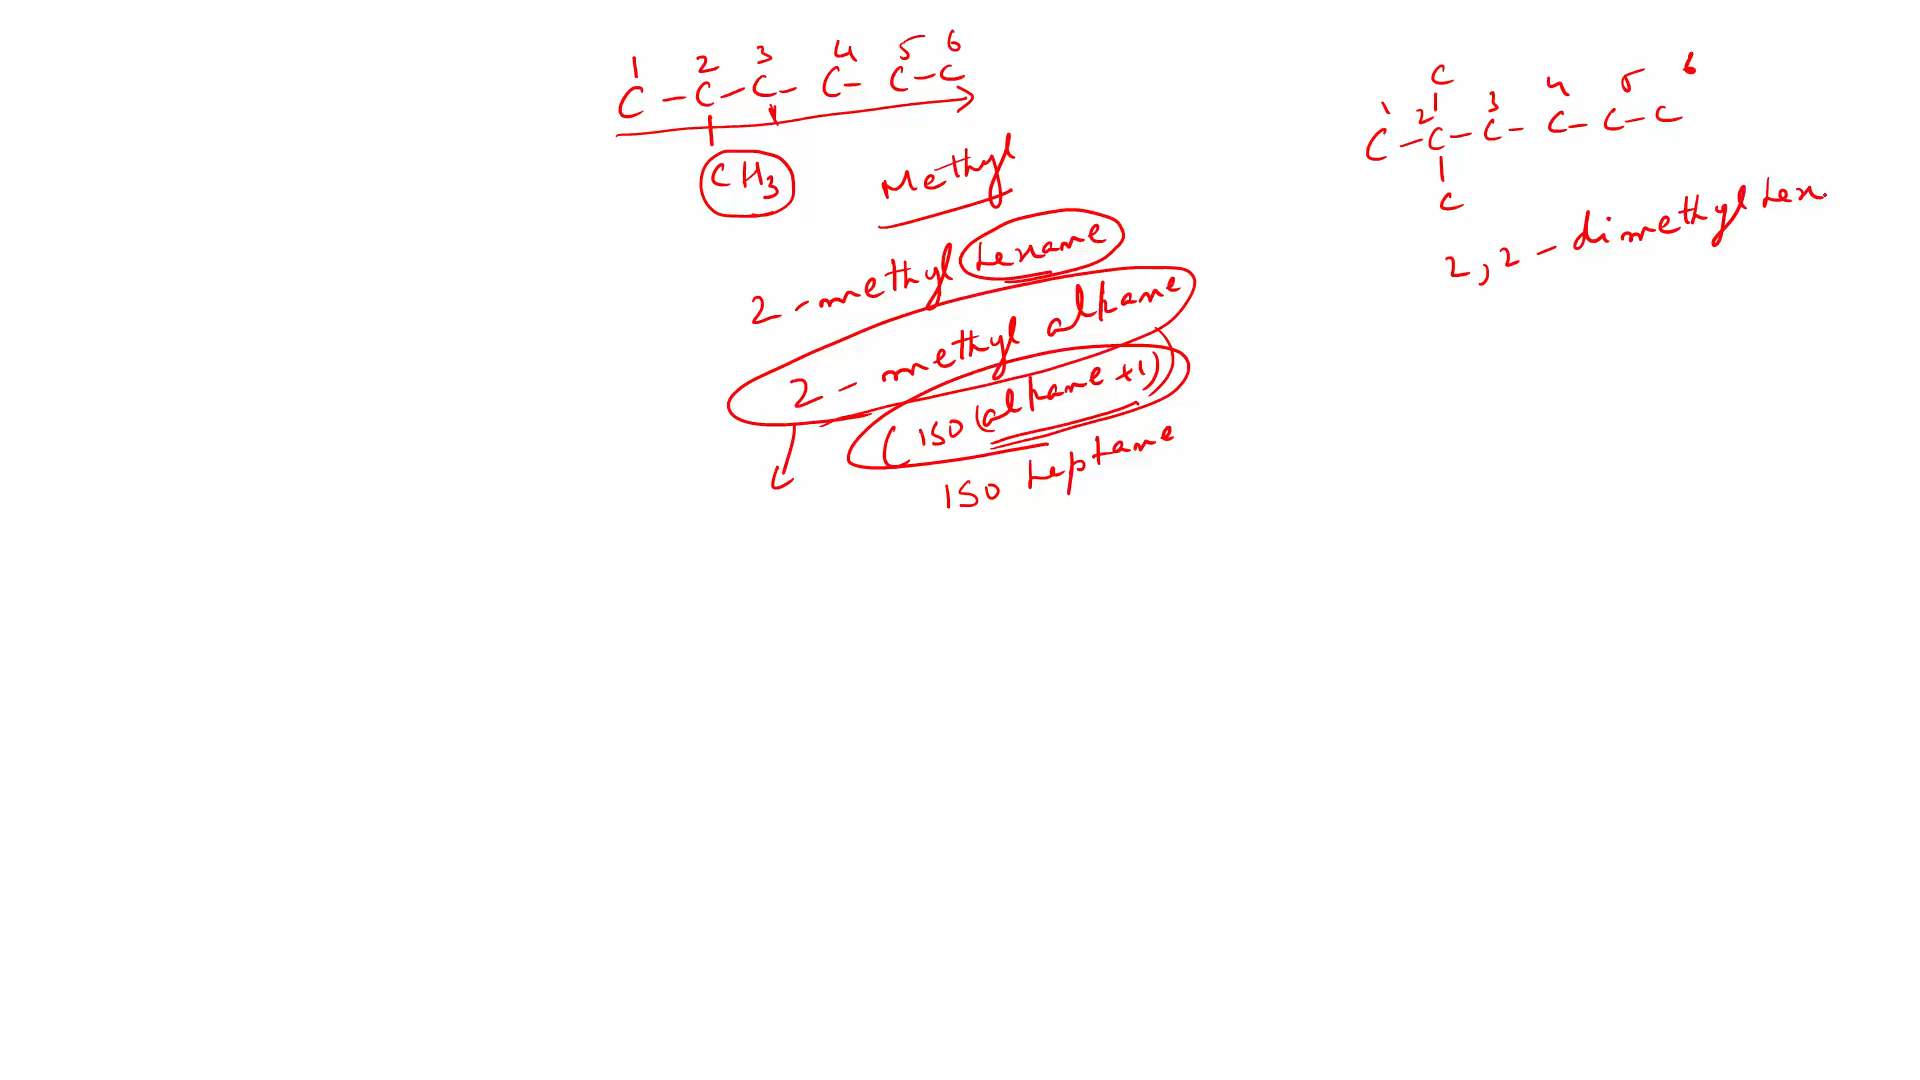 1 2 3 4 5 6
C - C - C - C - C - C
CH3
Methyl
2 - methyl hexane
2 - methyl alkane
( iso (alkane +1))
iso heptane
C
1 2 3 4 5 6
C - C - C - C - C - C
C
2,2 - dimethyl hex